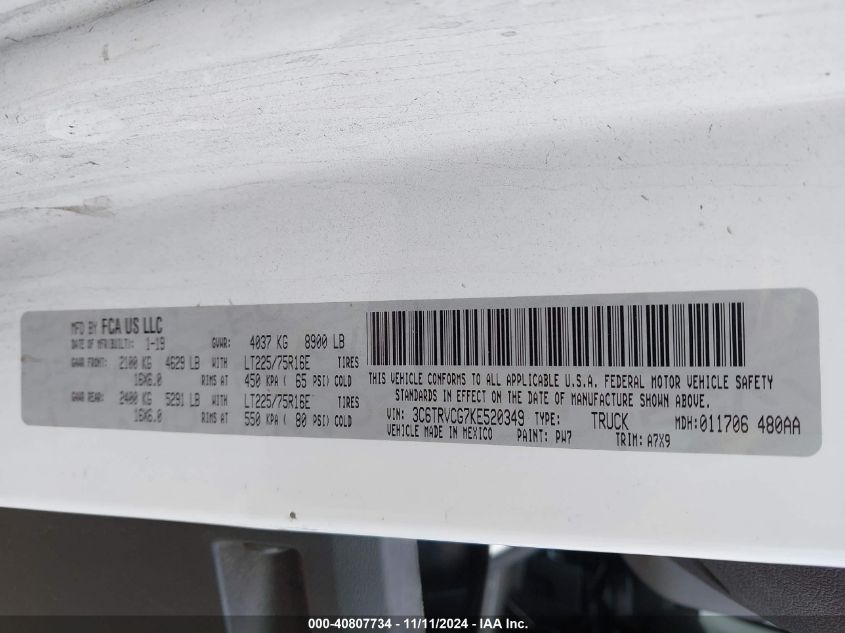 MFD BY FCA US LLC
DATE OF MFR(BUILT): 1-19 GVWR: 4037 KG 8900 LB
GAWR FRONT: 2100 KG 4629 LB WITH LT225/75R16E TIRES
16X6.0 RIMS AT 450 KPA ( 65 PSI) COLD
GAWR REAR: 2400 KG 5291 LB WITH LT225/75R16E TIRES
16X6.0 RIMS AT 550 KPA ( 80 PSI) COLD
THIS VEHICLE CONFORMS TO ALL APPLICABLE U.S.A. FEDERAL MOTOR VEHICLE SAFETY
STANDARDS IN EFFECT ON THE DATE OF MANUFACTURE SHOWN ABOVE.
VIN: 3C6TRVCG7KE520349 TYPE: TRUCK MDH:011706 480AA
VEHICLE MADE IN MEXICO PAINT: PW7 TRIM: A7X9
000-40807734 - 11/11/2024 - IAA Inc.